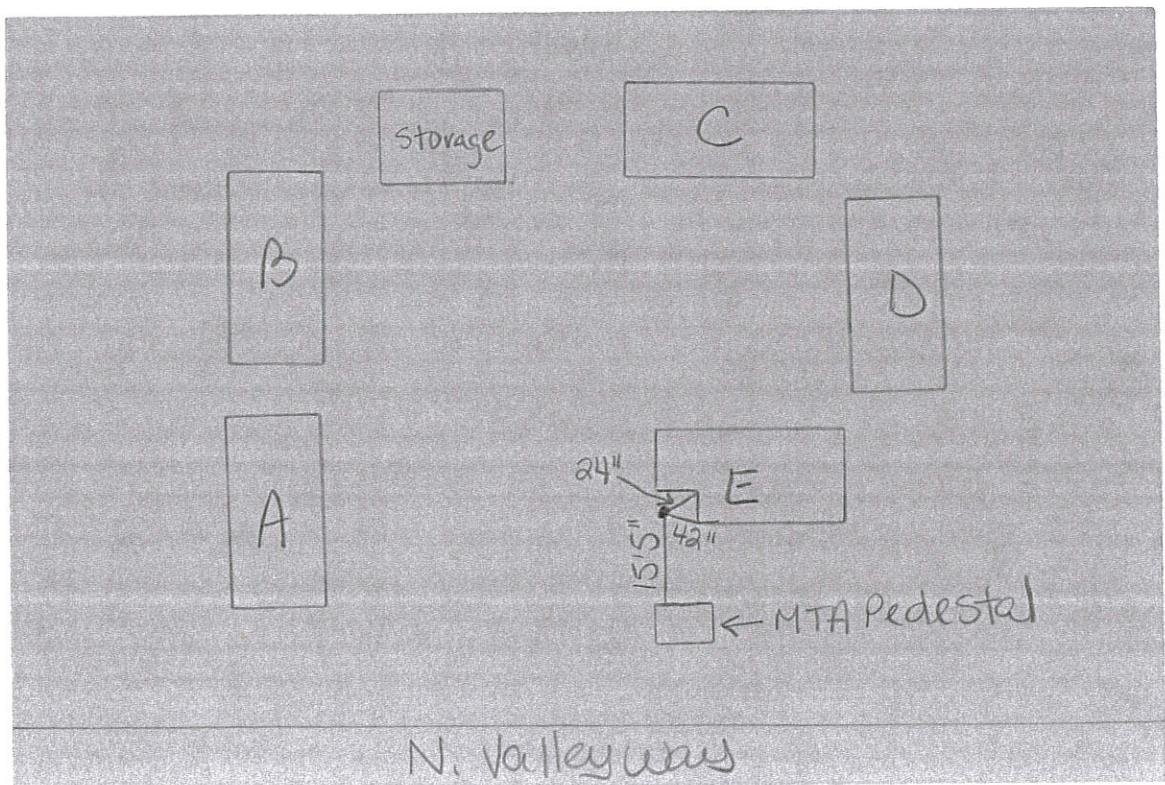 Storage
C
B
D
24"
E
A
15'5"
42"
← MTA Pedestal
N. Valley Way